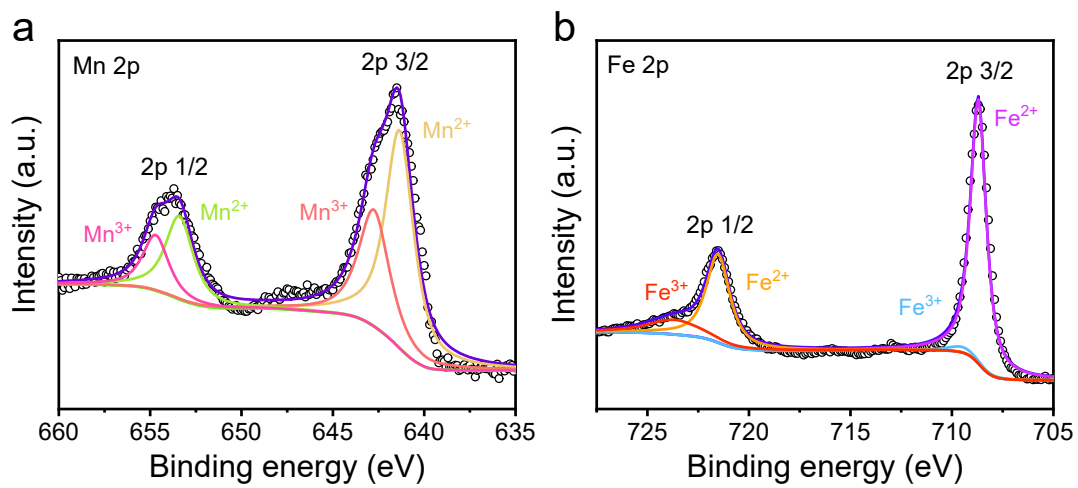 a
Mn 2p
2p 3/2
Mn²⁺
2p 1/2
Mn³⁺
Mn²⁺
Mn³⁺
Intensity (a.u.)
660 655 650 645 640 635
Binding energy (eV)
b
Fe 2p
2p 3/2
Fe²⁺
2p 1/2
Fe³⁺
Fe²⁺
Fe³⁺
Intensity (a.u.)
725 720 715 710 705
Binding energy (eV)